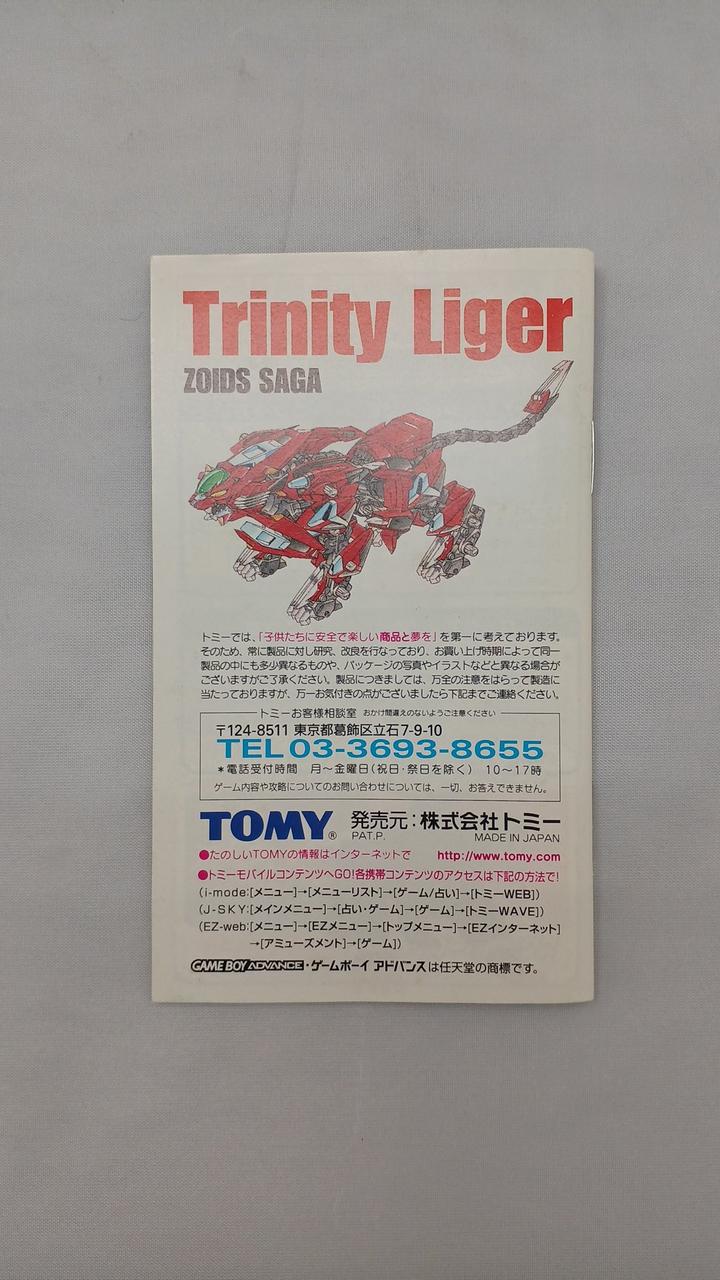 Trinity Liger
ZOIDS SAGA
トミーでは、「子供たちに安全で楽しい商品と夢を」を第一に考えております。
そのため、常に製品に対し研究、改良を行なっており、お買い上げ時期によって同一
製品の中にも多少異なるものや、パッケージの写真やイラストなどと異なる場合が
ございますがご了承ください。製品につきましては、万全の注意をはらって製造に
当たっておりますが、万一お気付きの点がございましたら下記までご連絡ください。
トミーお客様相談室 おかけ間違えのないようご注意ください
〒124-8511 東京都葛飾区立石7-9-10
TEL 03-3693-8655
*電話受付時間 月〜金曜日(祝日・祭日を除く) 10〜17時
ゲーム内容や攻略についてのお問い合わせについては、一切、お答えできません。
TOMY® 発売元:株式会社トミー
PAT.P. MADE IN JAPAN
●たのしいTOMYの情報はインターネットで http://www.tomy.com
●トミーモバイルコンテンツへGO!各携帯コンテンツのアクセスは下記の方法で!
(i-mode:[メニュー]→[メニューリスト]→[ゲーム/占い]→[トミーWEB])
(J-SKY:[メインメニュー]→[占い・ゲーム]→[ゲーム]→[トミーWAVE])
(EZ-web:[メニュー]→[EZメニュー]→[トップメニュー]→[EZインターネット]
→[アミューズメント]→[ゲーム])
GAME BOY ADVANCE・ゲームボーイ アドバンスは任天堂の商標です。